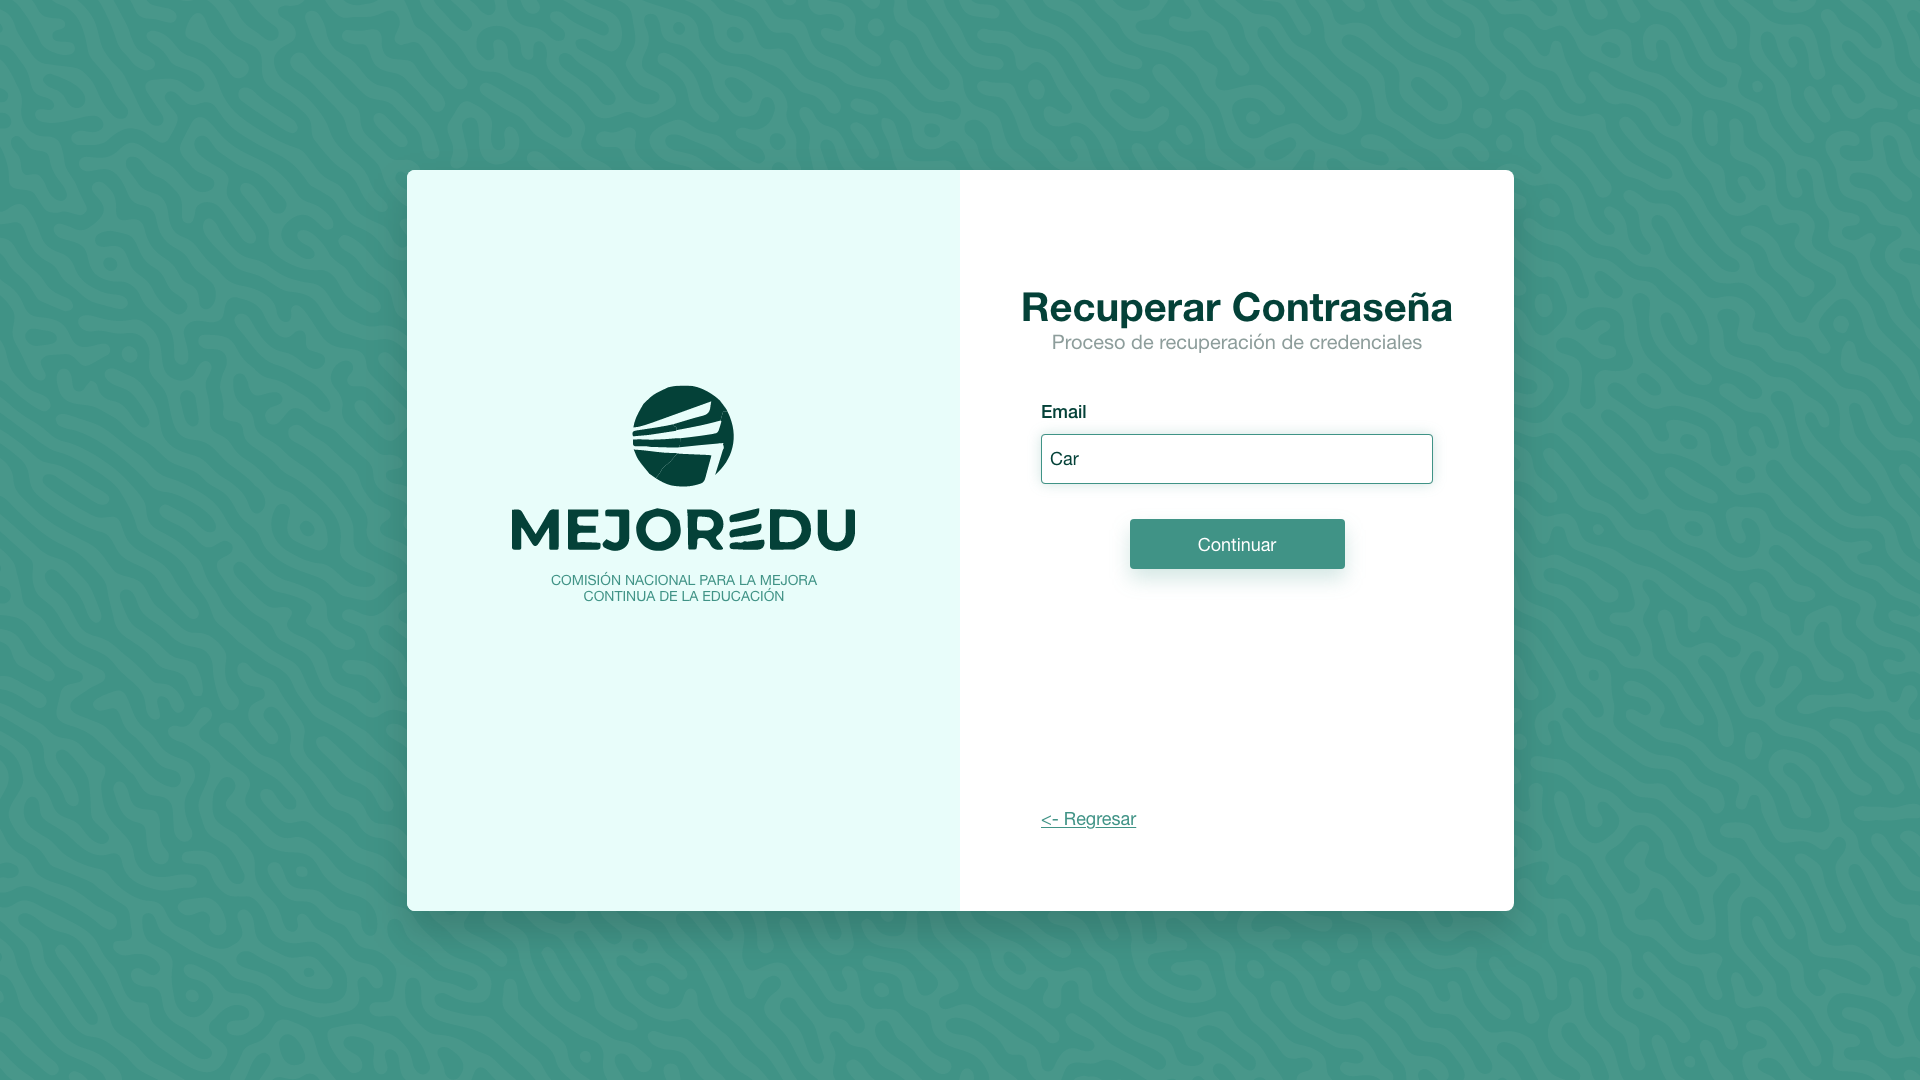 MEJOREDU
COMISIÓN NACIONAL PARA LA MEJORA
CONTINUA DE LA EDUCACIÓN
Recuperar Contraseña
Proceso de recuperación de credenciales
Email
Car
Continuar
<- Regresar